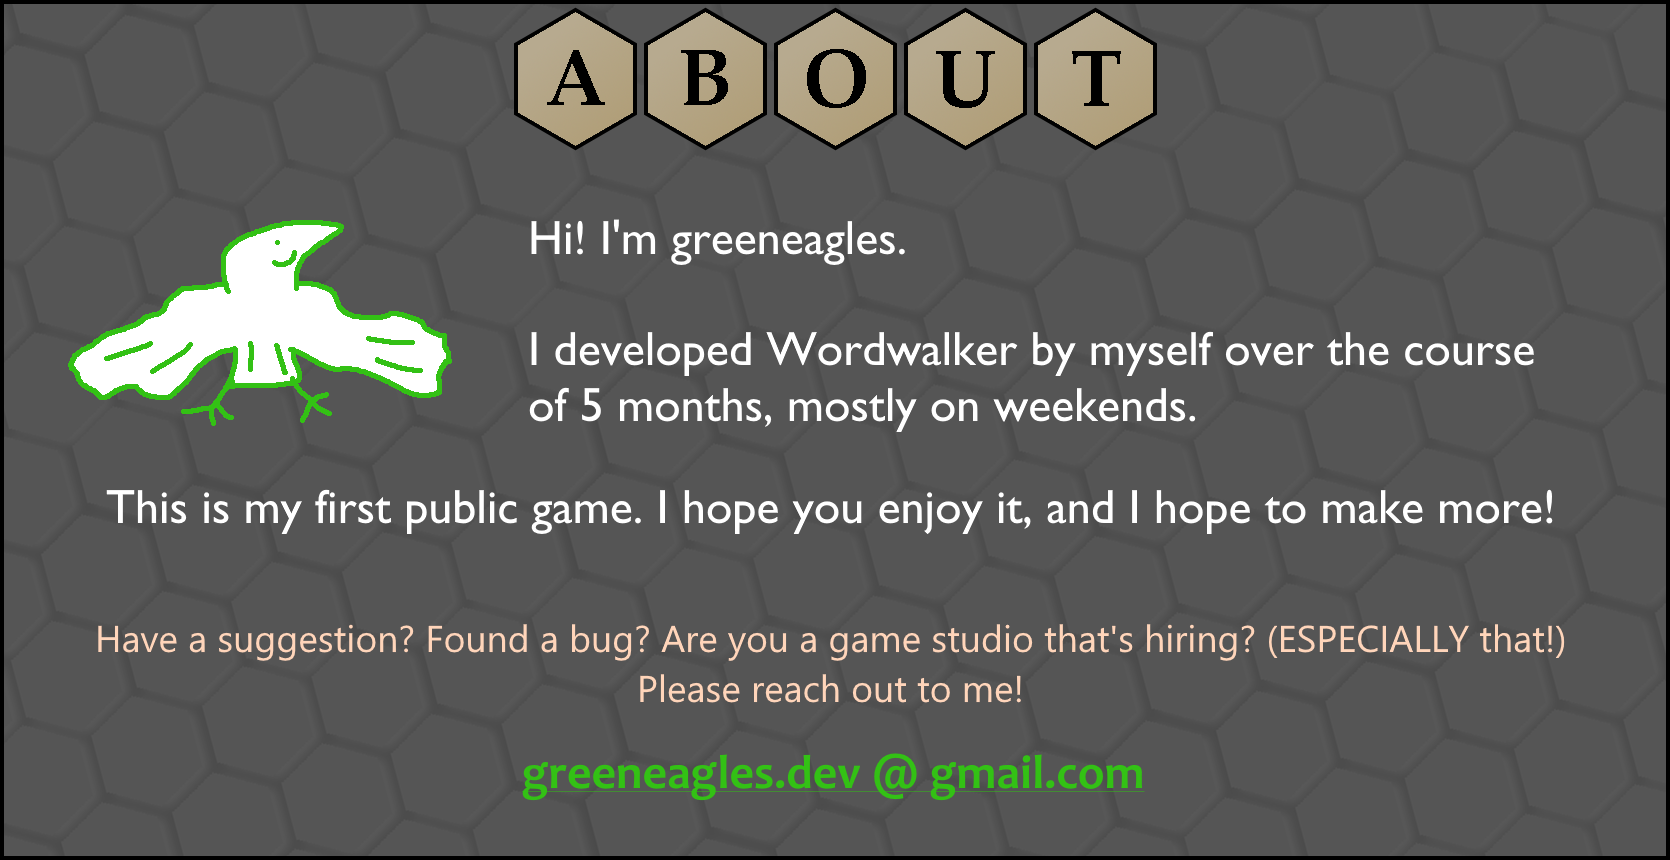 ABOUT
Hi! I'm greeneagles.
I developed Wordwalker by myself over the course
of 5 months, mostly on weekends.
This is my first public game. I hope you enjoy it, and I hope to make more!
Have a suggestion? Found a bug? Are you a game studio that's hiring? (ESPECIALLY that!)
Please reach out to me!
greeneagles.dev @ gmail.com